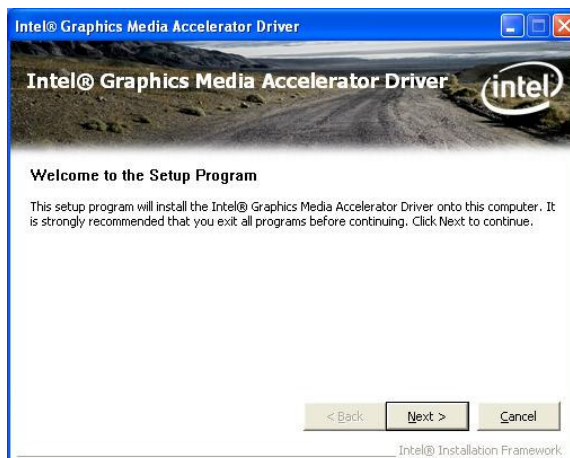 Intel® Graphics Media Accelerator Driver
Intel® Graphics Media Accelerator Driver
intel
Welcome to the Setup Program
This setup program will install the Intel® Graphics Media Accelerator Driver onto this computer. It
is strongly recommended that you exit all programs before continuing. Click Next to continue.
< Back Next > Cancel
Intel® Installation Framework